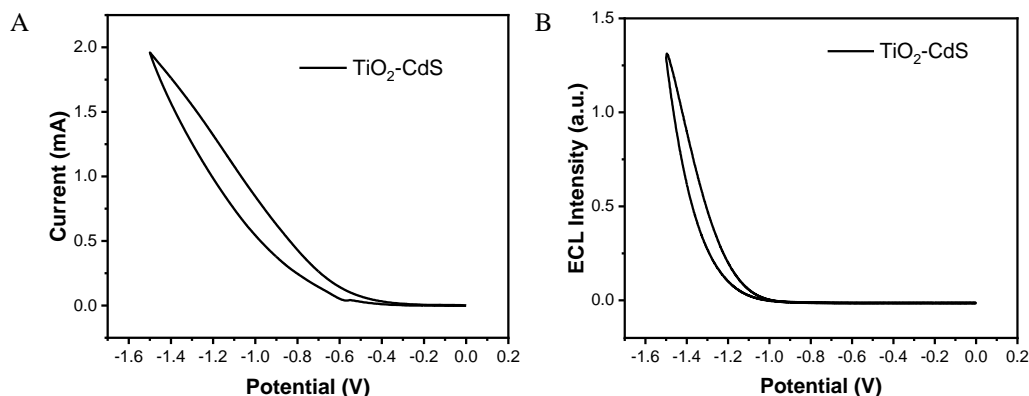 A
2.0
1.5
1.0
0.5
0.0
Current (mA)
TiO₂-CdS
-1.6 -1.4 -1.2 -1.0 -0.8 -0.6 -0.4 -0.2 0.0 0.2
Potential (V)
B
1.5
1.0
0.5
0.0
ECL Intensity (a.u.)
TiO₂-CdS
-1.6 -1.4 -1.2 -1.0 -0.8 -0.6 -0.4 -0.2 0.0 0.2
Potential (V)